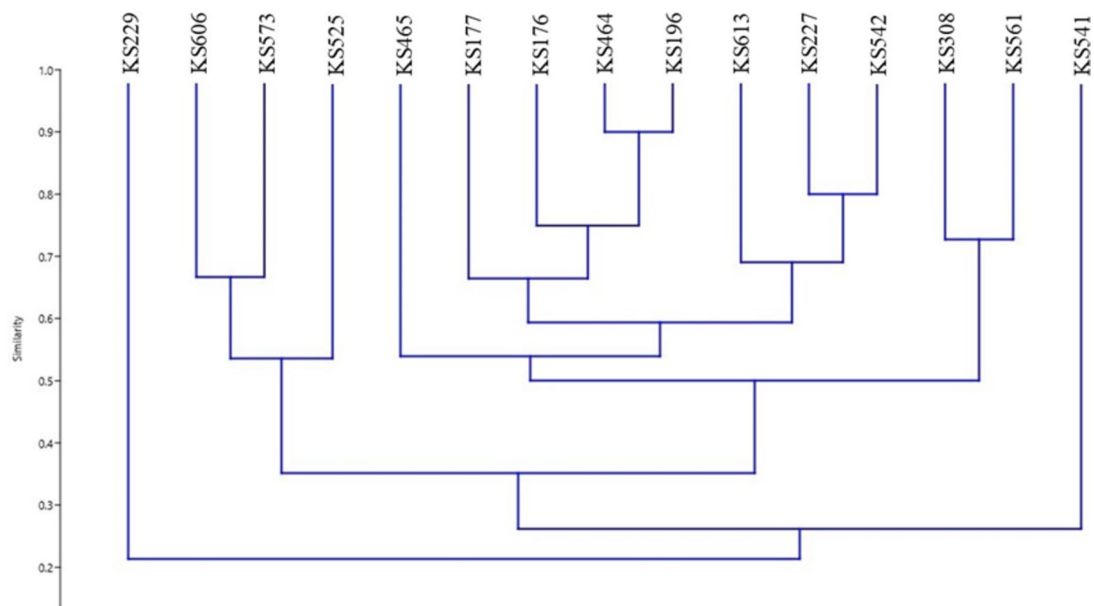 KS229
KS606
KS573
KS525
KS465
KS177
KS176
KS464
KS196
KS613
KS227
KS542
KS308
KS561
KS541
1.0
0.9
0.8
0.7
0.6
0.5
0.4
0.3
0.2
Similarity